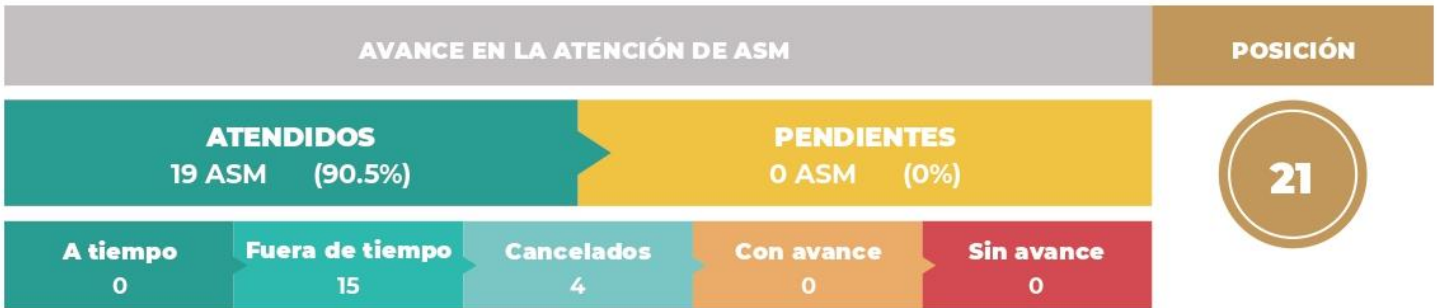 AVANCE EN LA ATENCIÓN DE ASM
POSICIÓN
ATENDIDOS
19 ASM (90.5%)
PENDIENTES
0 ASM (0%)
21
A tiempo
0
Fuera de tiempo
15
Cancelados
4
Con avance
0
Sin avance
0